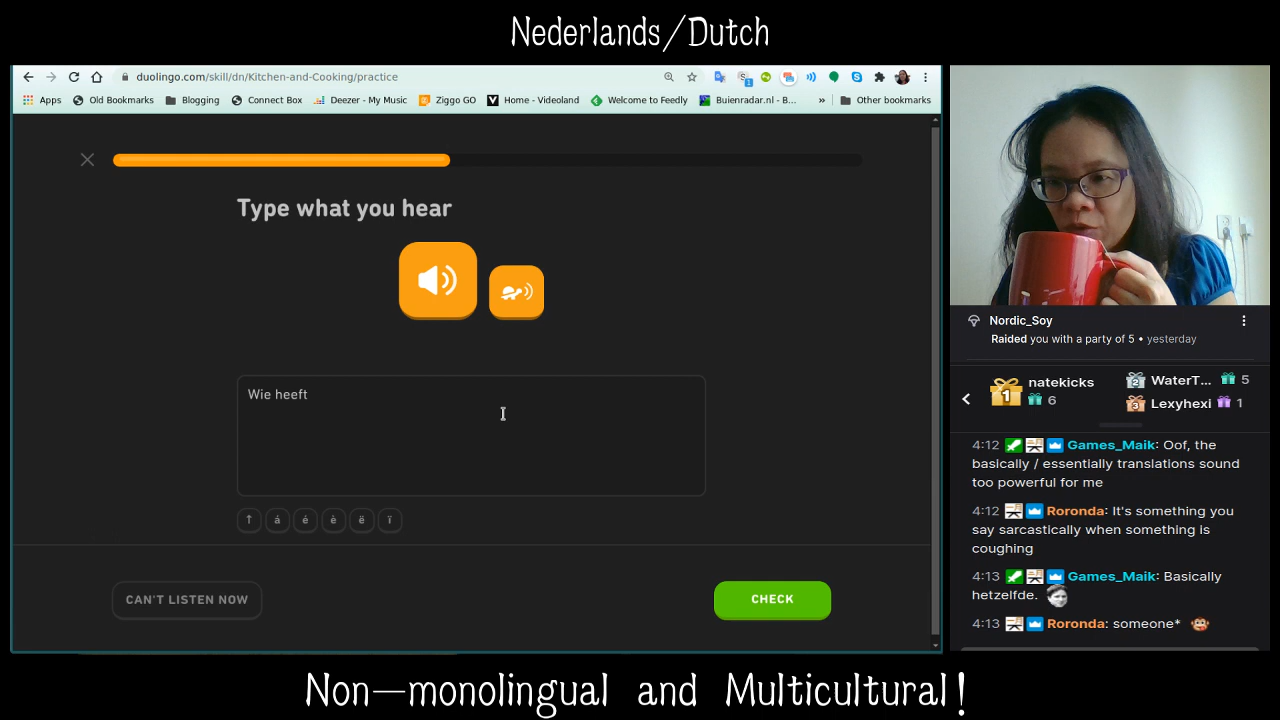 Nederlands/Dutch
duolingo.com/skill/dn/Kitchen-and-Cooking/practice
Apps Old Bookmarks Blogging Connect Box Deezer - My Music Ziggo GO Home - Videoland Welcome to Feedly Buienradar.nl - B... » Other bookmarks
Type what you hear
Wie heeft
↑ á é è ë ï
CAN'T LISTEN NOW
CHECK
Nordic_Soy
Raided you with a party of 5 • yesterday
1 natekicks
6
2 WaterT... 5
3 Lexyhexi 1
4:12 Games_Maik: Oof, the
basically / essentially translations sound
too powerful for me
4:12 Roronda: It's something you
say sarcastically when something is
coughing
4:13 Games_Maik: Basically
hetzelfde.
4:13 Roronda: someone*
Non-monolingual and Multicultural!